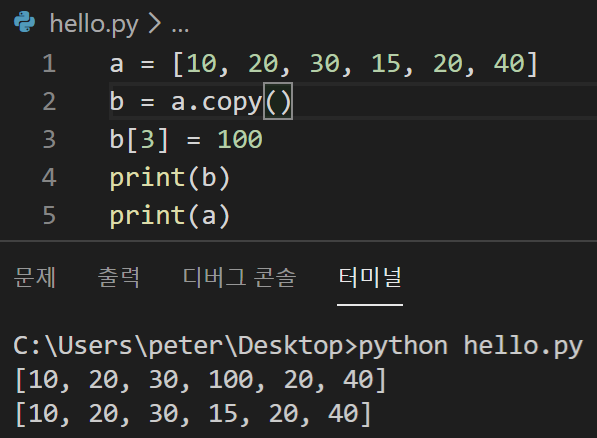 hello.py > ...
1 a = [10, 20, 30, 15, 20, 40]
2 b = a.copy()
3 b[3] = 100
4 print(b)
5 print(a)
문제 출력 디버그 콘솔 터미널
C:\Users\peter\Desktop>python hello.py
[10, 20, 30, 100, 20, 40]
[10, 20, 30, 15, 20, 40]